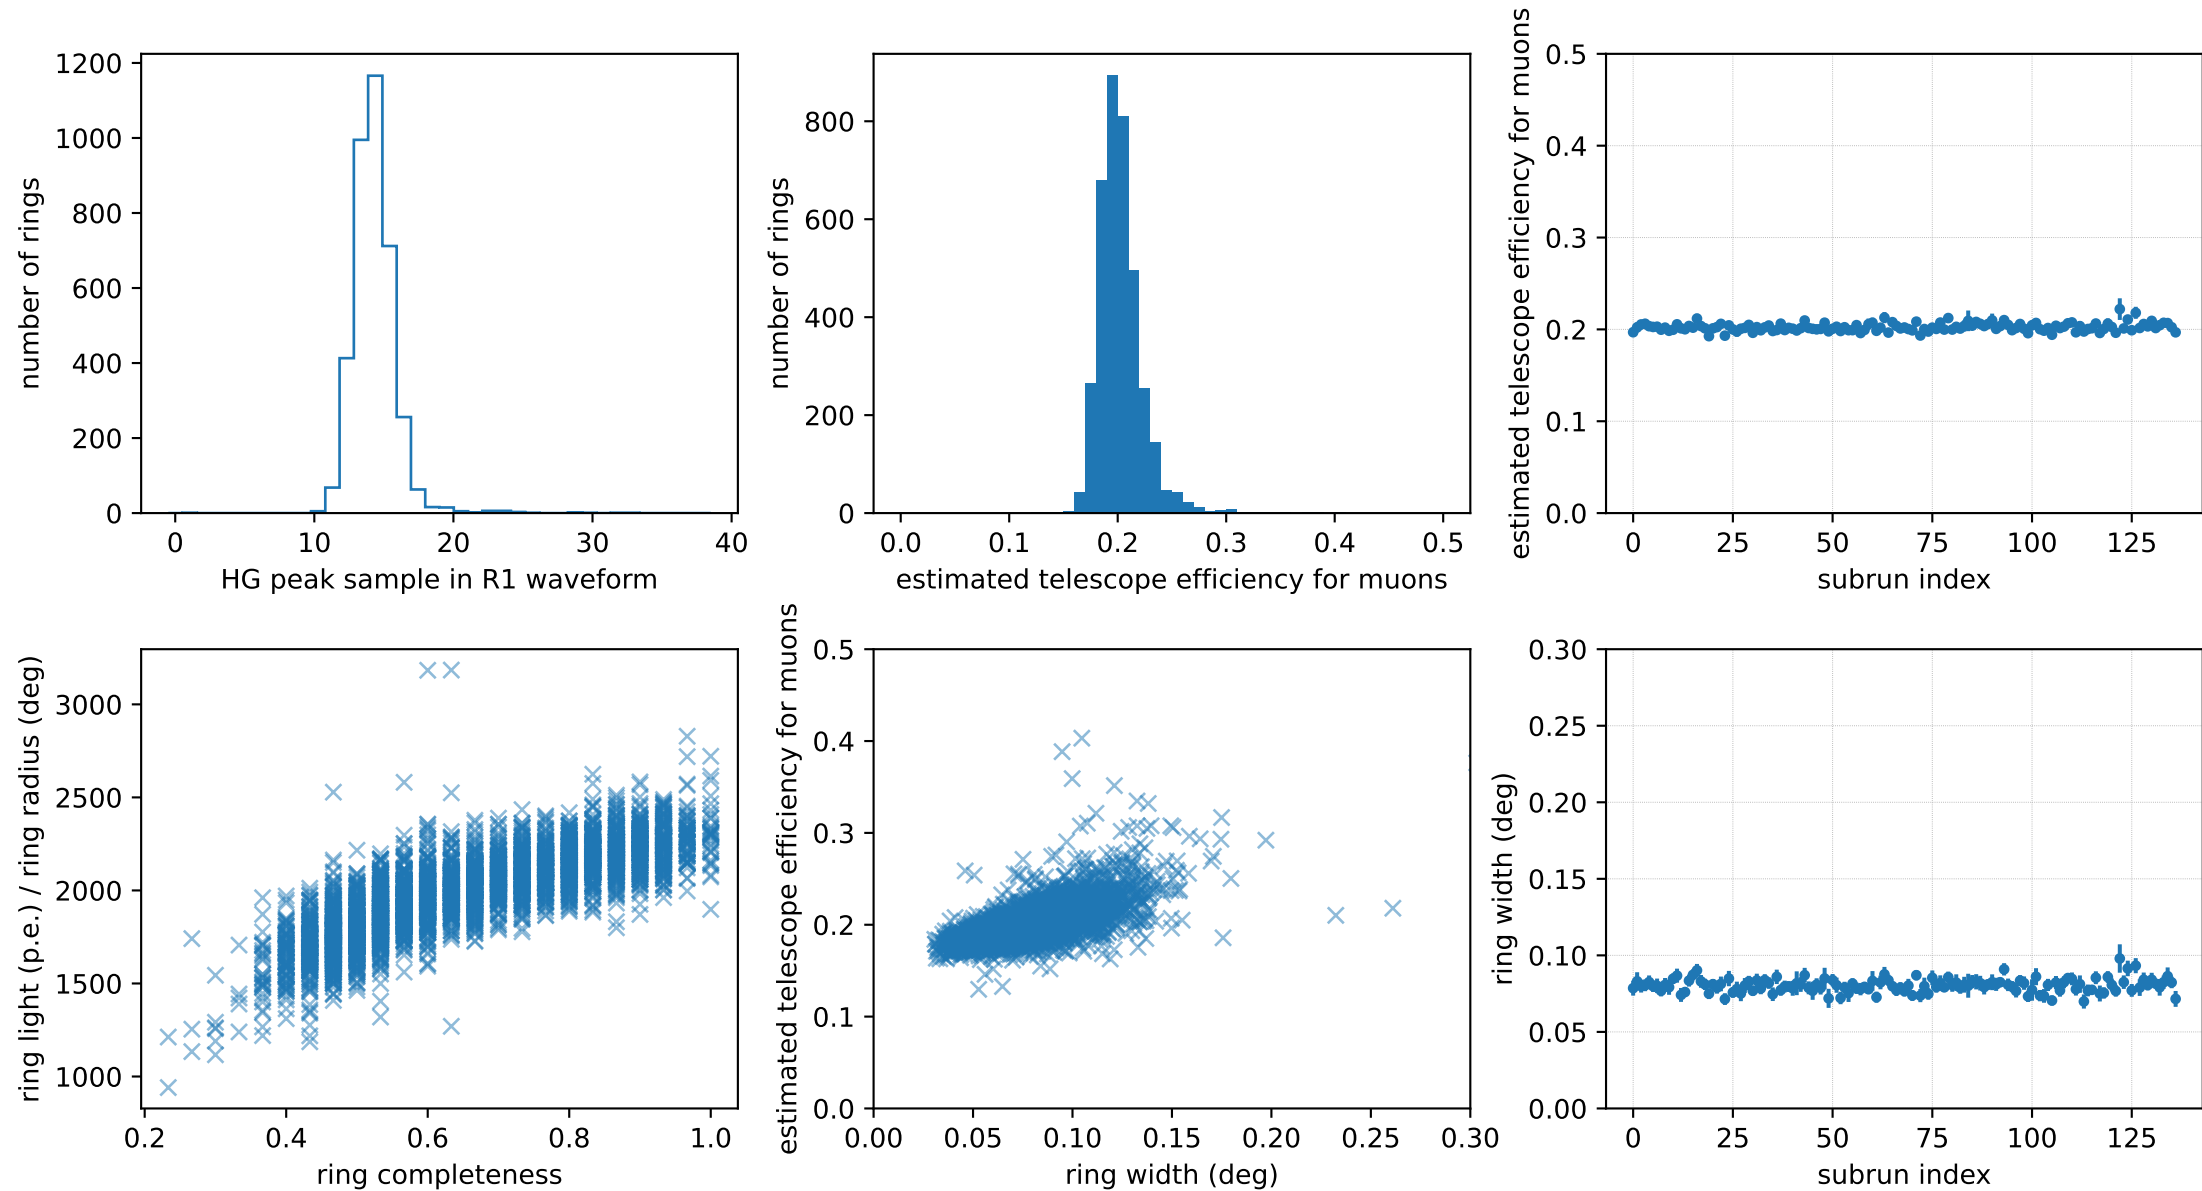 1200
1000
800
600
400
200
0
number of rings
0 10 20 30 40
HG peak sample in R1 waveform
800
600
400
200
0
number of rings
0.0 0.1 0.2 0.3 0.4 0.5
estimated telescope efficiency for muons
0.5
0.4
0.3
0.2
0.1
0.0
estimated telescope efficiency for muons
0 25 50 75 100 125
subrun index
3000
2500
2000
1500
1000
ring light (p.e.) / ring radius (deg)
0.2 0.4 0.6 0.8 1.0
ring completeness
0.5
0.4
0.3
0.2
0.1
0.0
estimated telescope efficiency for muons
0.00 0.05 0.10 0.15 0.20 0.25 0.30
ring width (deg)
0.30
0.25
0.20
0.15
0.10
0.05
0.00
ring width (deg)
0 25 50 75 100 125
subrun index